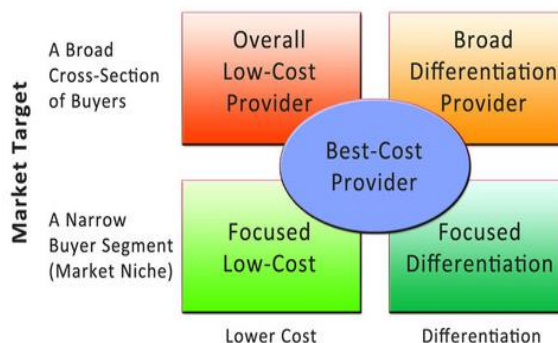 Market Target
A Broad
Cross-Section
of Buyers
Overall
Low-Cost
Provider
Broad
Differentiation
Provider
Best-Cost
Provider
A Narrow
Buyer Segment
(Market Niche)
Focused
Low-Cost
Focused
Differentiation
Lower Cost
Differentiation